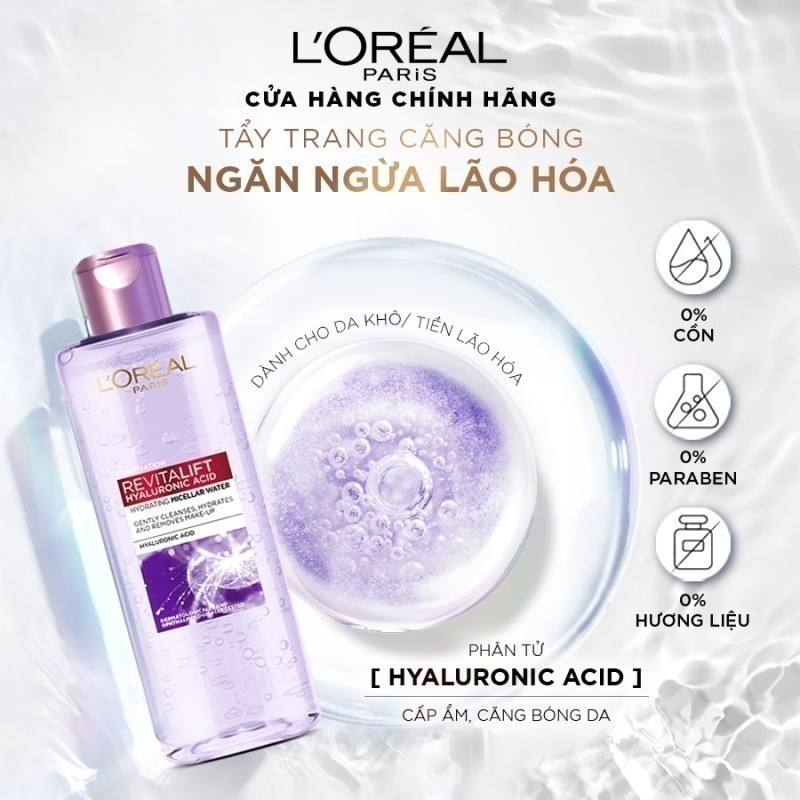 L'ORÉAL
PARiS
CỬA HÀNG CHÍNH HÃNG
TẨY TRANG CĂNG BÓNG
NGĂN NGỪA LÃO HÓA
DÀNH CHO DA KHÔ/ TIỀN LÃO HÓA
0%
CỒN
0%
PARABEN
0%
HƯƠNG LIỆU
L'ORÉAL
PARIS
REVITALIFT
HYALURONIC ACID
HYDRATING MICELLAR WATER
GENTLY CLEANSES, HYDRATES
AND REMOVES MAKE-UP
HYALURONIC ACID
PHÂN TỬ
[ HYALURONIC ACID ]
CẤP ẨM, CĂNG BÓNG DA